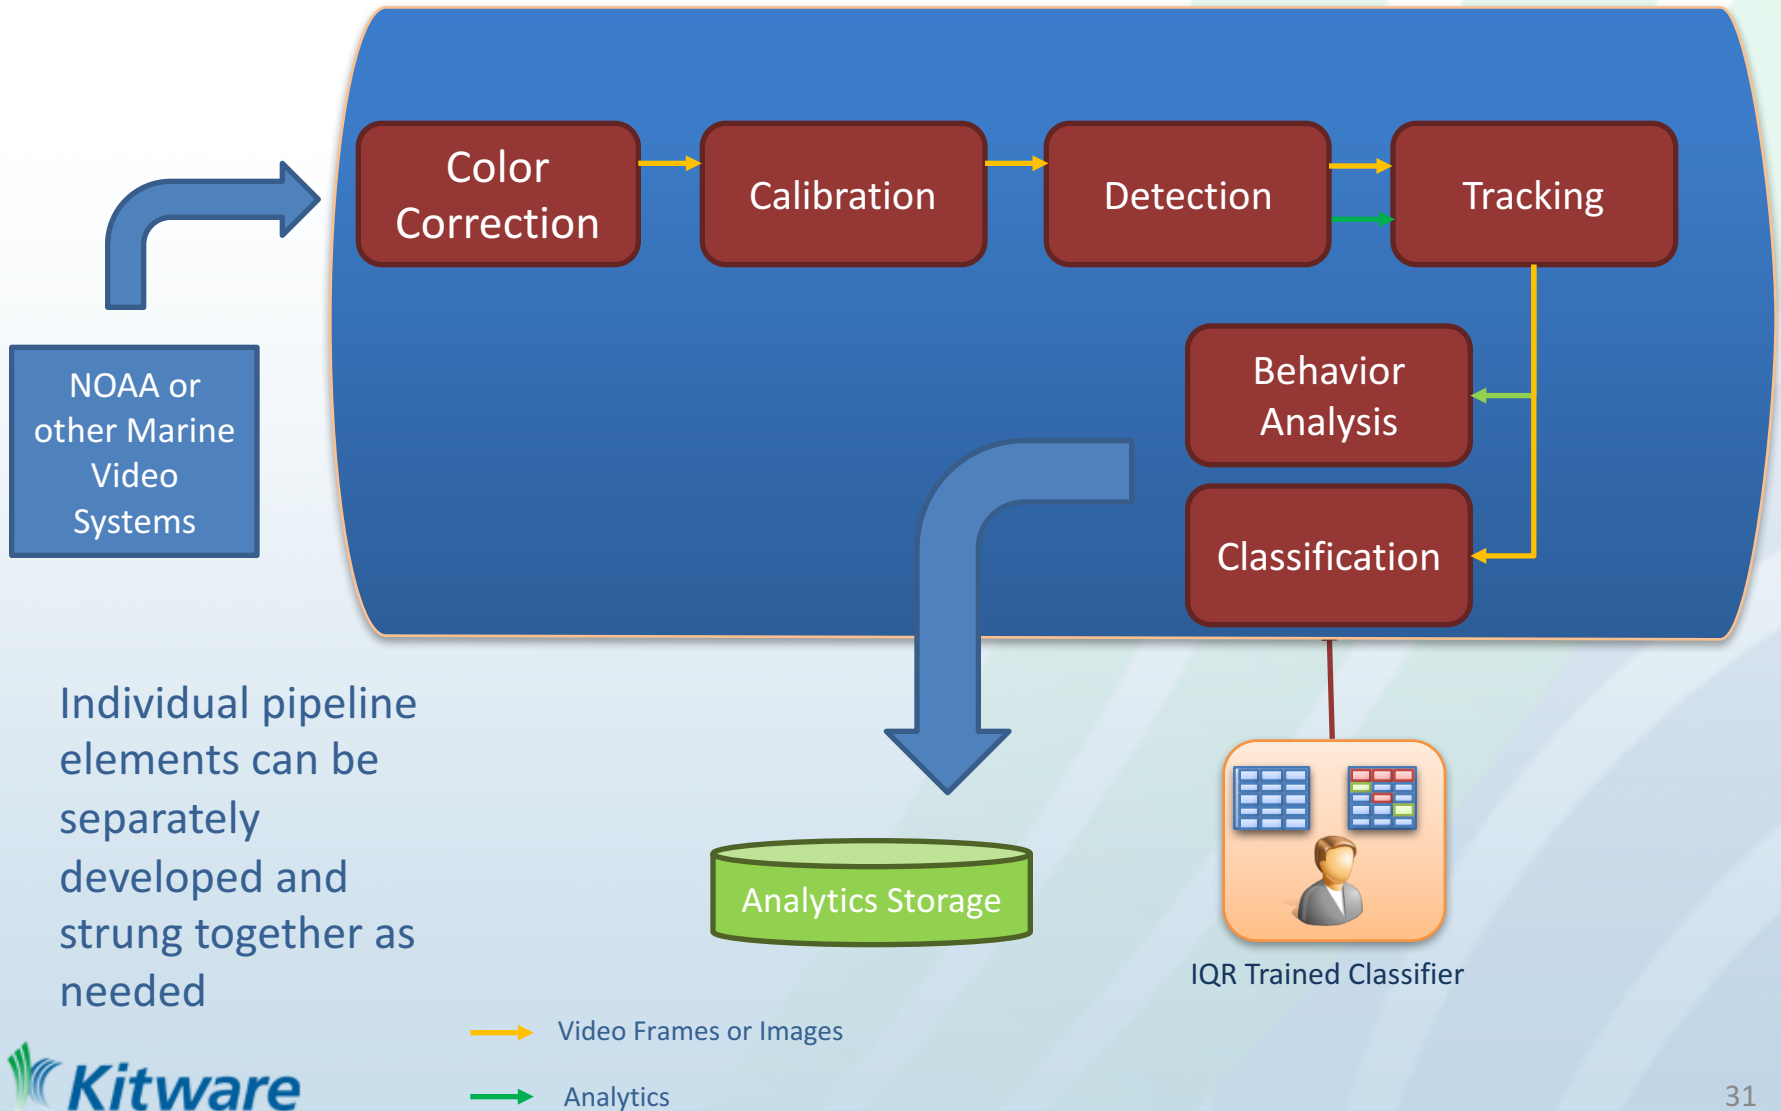 Color
Correction
Calibration
Detection
Tracking
NOAA or
other Marine
Video
Systems
Behavior
Analysis
Classification
Individual pipeline
elements can be
separately
developed and
strung together as
needed
Analytics Storage
IQR Trained Classifier
Video Frames or Images
Analytics
Kitware
31